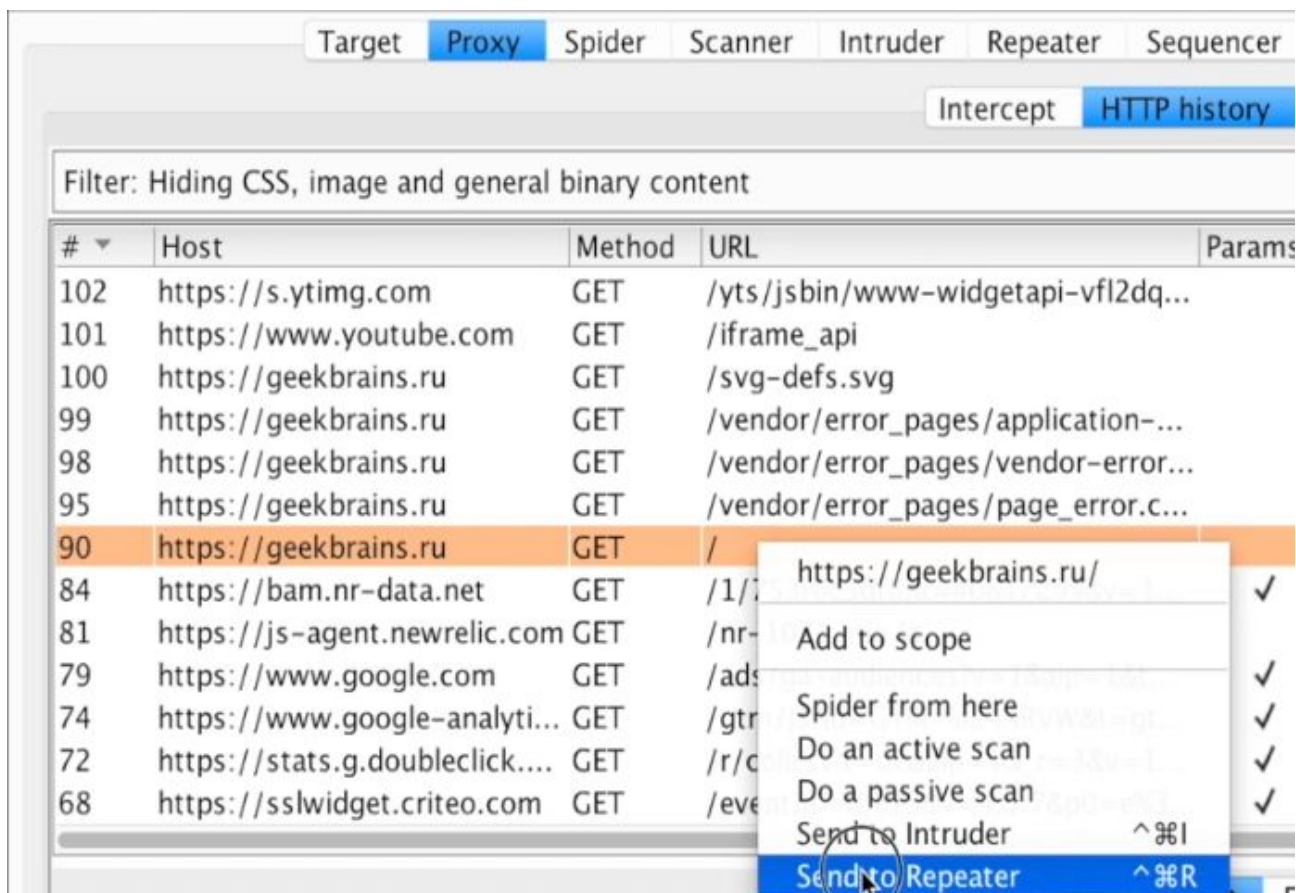 Target Proxy Spider Scanner Intruder Repeater Sequencer
Intercept HTTP history
Filter: Hiding CSS, image and general binary content
# Host Method URL Params
102 https://s.ytimg.com GET /yts/jsbin/www-widgetapi-vfl2dq...
101 https://www.youtube.com GET /iframe_api
100 https://geekbrains.ru GET /svg-defs.svg
99 https://geekbrains.ru GET /vendor/error_pages/application-...
98 https://geekbrains.ru GET /vendor/error_pages/vendor-error...
95 https://geekbrains.ru GET /vendor/error_pages/page_error.c...
90 https://geekbrains.ru GET /
84 https://bam.nr-data.net GET /1/ ✓
81 https://js-agent.newrelic.com GET /nr-
79 https://www.google.com GET /ads ✓
74 https://www.google-analyti... GET /gtm ✓
72 https://stats.g.doubleclick.... GET /r/c ✓
68 https://sslwidget.criteo.com GET /eve ✓
https://geekbrains.ru/
Add to scope
Spider from here
Do an active scan
Do a passive scan
Send to Intruder ^⌘I
Send to Repeater ^⌘R